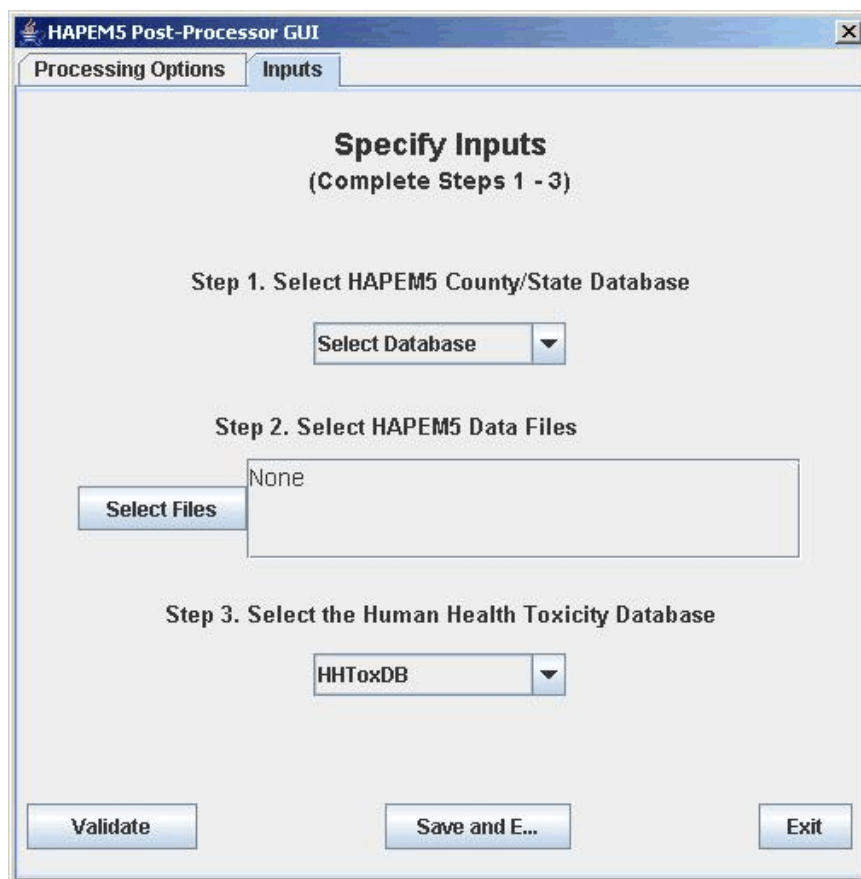 HAPEM5 Post-Processor GUI
Processing Options Inputs
Specify Inputs
(Complete Steps 1 - 3)
Step 1. Select HAPEM5 County/State Database
Select Database
Step 2. Select HAPEM5 Data Files
None
Select Files
Step 3. Select the Human Health Toxicity Database
HHToxDB
Validate Save and E... Exit